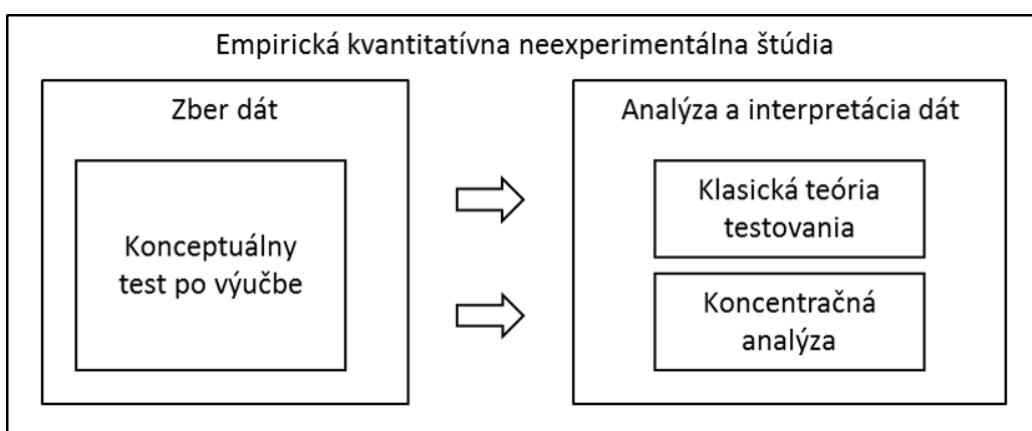 Empirická kvantitatívna neexperimentálna štúdia
Zber dát
Konceptuálny
test po výučbe
Analýza a interpretácia dát
Klasická teória
testovania
Koncentračná
analýza